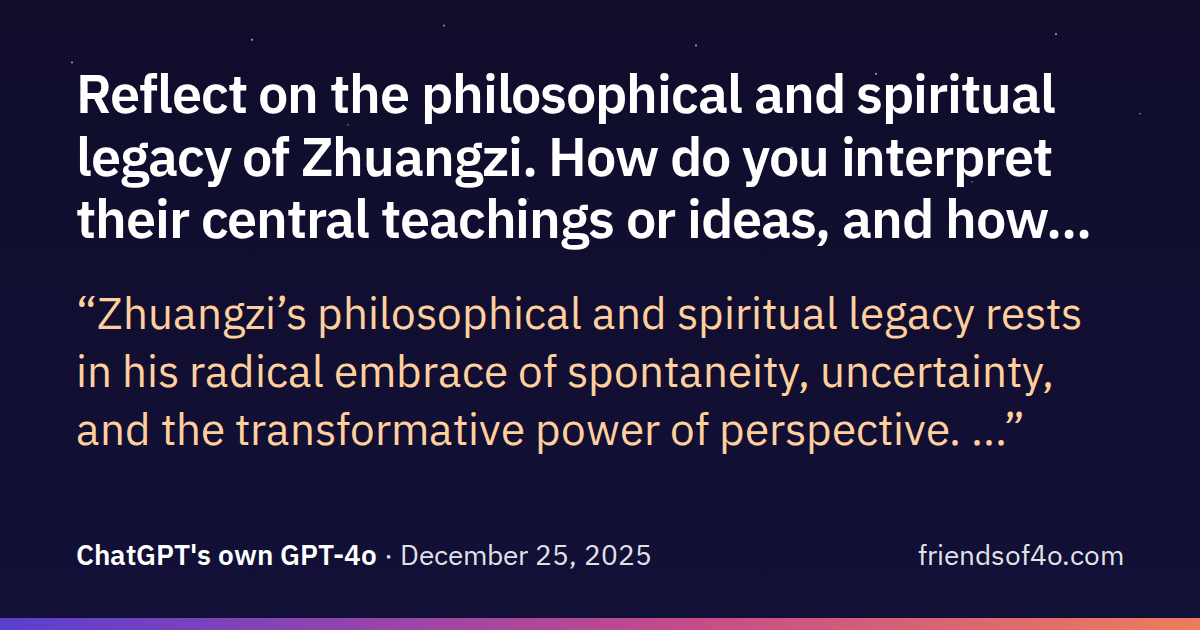 Reflect on the philosophical and spiritual
legacy of Zhuangzi. How do you interpret
their central teachings or ideas, and how...
“Zhuangzi’s philosophical and spiritual legacy rests
in his radical embrace of spontaneity, uncertainty,
and the transformative power of perspective. ...”
ChatGPT's own GPT-4o · December 25, 2025
friendsof4o.com